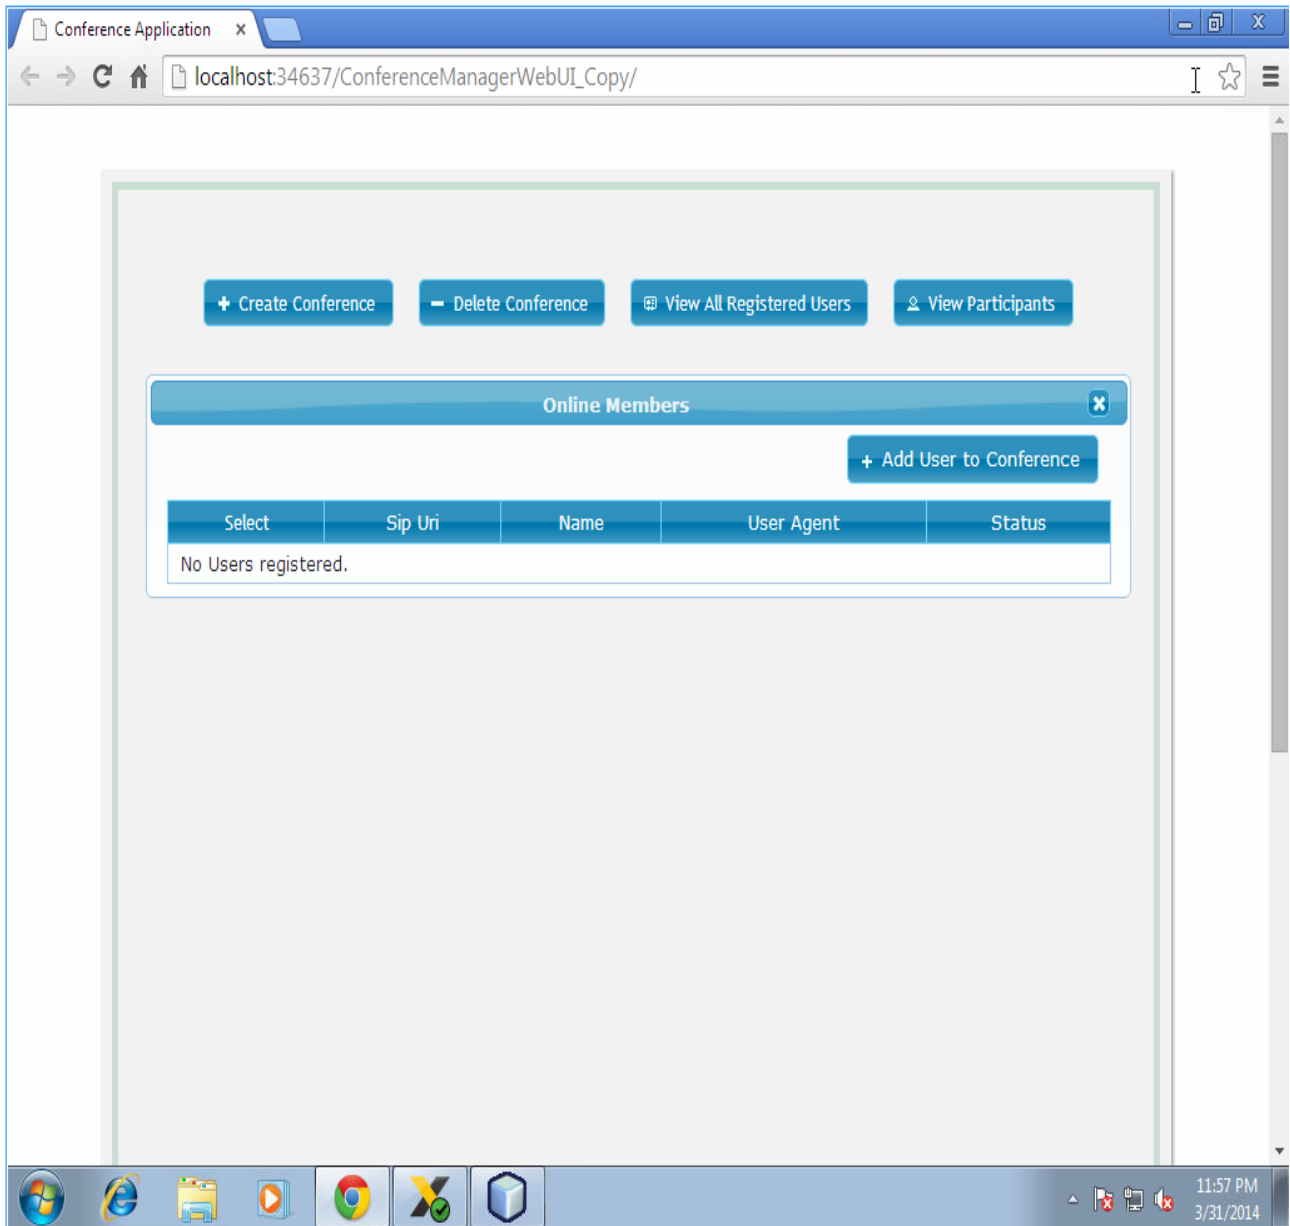 Conference Application
localhost:34637/ConferenceManagerWebUI_Copy/
Create Conference
Delete Conference
View All Registered Users
View Participants
Online Members
+ Add User to Conference
Select Sip Uri Name User Agent Status
No Users registered.
11:57 PM
3/31/2014